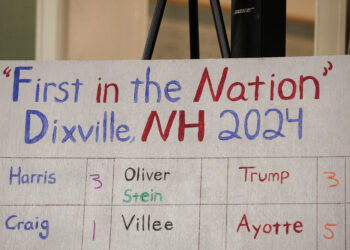 "First in the Nation"
Dixville, NH 2024
Harris 3 Oliver Stein Trump 3
Craig 1 Villee Ayotte 5